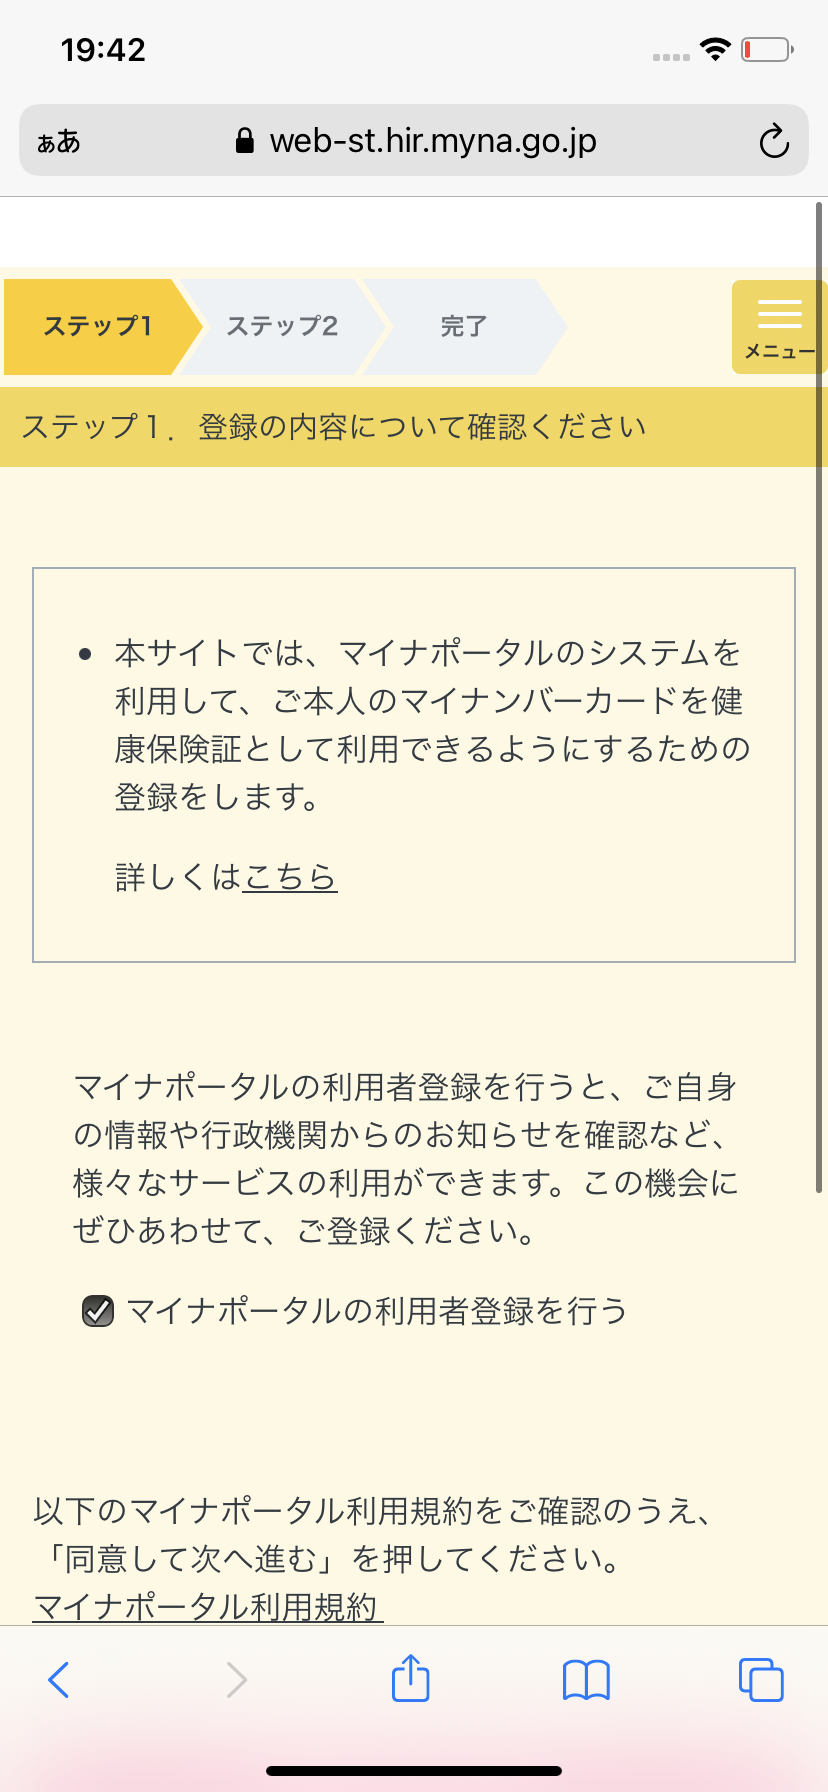 19:42
ぁあ web-st.hir.myna.go.jp
ステップ1 ステップ2 完了
メニュー
ステップ１．登録の内容について確認ください
• 本サイトでは、マイナポータルのシステムを
利用して、ご本人のマイナンバーカードを健
康保険証として利用できるようにするための
登録をします。
詳しくはこちら
マイナポータルの利用者登録を行うと、ご自身
の情報や行政機関からのお知らせを確認など、
様々なサービスの利用ができます。この機会に
ぜひあわせて、ご登録ください。
マイナポータルの利用者登録を行う
以下のマイナポータル利用規約をご確認のうえ、
「同意して次へ進む」を押してください。
マイナポータル利用規約